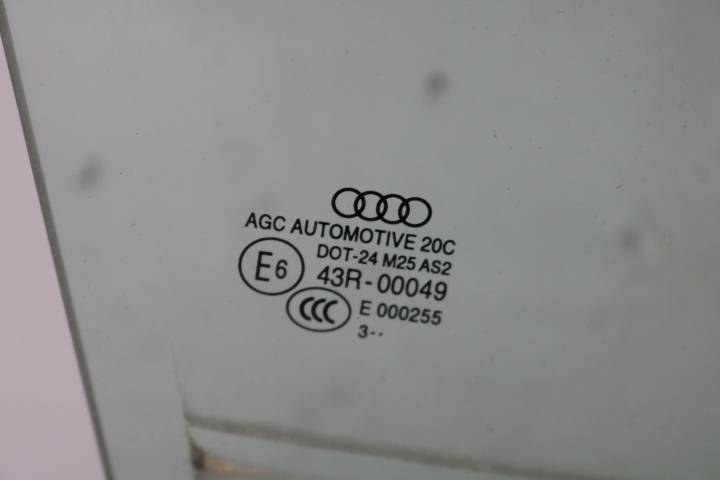 AGC AUTOMOTIVE 20C
DOT-24 M25 AS2
E6 43R-00049
CCC E 000255
3··